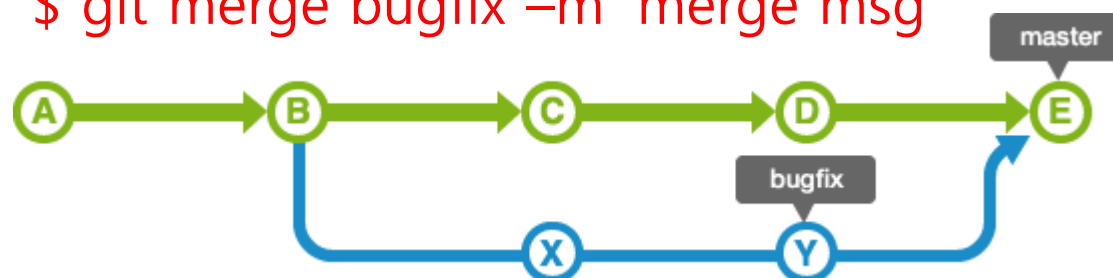 $ git merge bugfix –m merge msg
master
A B C D E
bugfix
X Y